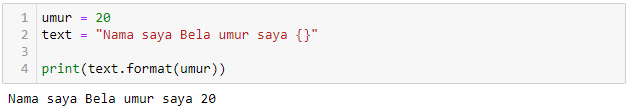 1 umur = 20
2 text = "Nama saya Bela umur saya {}"
3
4 print(text.format(umur))
Nama saya Bela umur saya 20